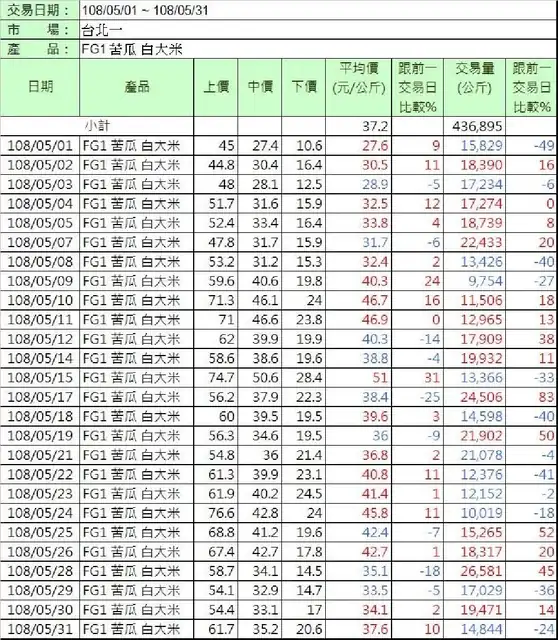 交易日期： 108/05/01 ~ 108/05/31
市　　場： 台北一
產　　品： FG1 苦瓜 白大米
日期 產品 上價 中價 下價 平均價(元/公斤) 跟前一交易日比較% 交易量(公斤) 跟前一交易日比較%
小計 37.2 436,895
108/05/01 FG1 苦瓜 白大米 45 27.4 10.6 27.6 9 15,829 -49
108/05/02 FG1 苦瓜 白大米 44.8 30.4 16.4 30.5 11 18,390 16
108/05/03 FG1 苦瓜 白大米 48 28.1 12.5 28.9 -5 17,234 -6
108/05/04 FG1 苦瓜 白大米 51.7 31.6 15.9 32.5 12 17,274 0
108/05/05 FG1 苦瓜 白大米 52.4 33.4 16.4 33.8 4 18,739 8
108/05/07 FG1 苦瓜 白大米 47.8 31.7 15.9 31.7 -6 22,433 20
108/05/08 FG1 苦瓜 白大米 53.2 31.2 15.3 32.4 2 13,426 -40
108/05/09 FG1 苦瓜 白大米 59.6 40.6 19.8 40.3 24 9,754 -27
108/05/10 FG1 苦瓜 白大米 71.3 46.1 24 46.7 16 11,506 18
108/05/11 FG1 苦瓜 白大米 71 46.6 23.8 46.9 0 12,965 13
108/05/12 FG1 苦瓜 白大米 62 39.9 19.9 40.3 -14 17,909 38
108/05/14 FG1 苦瓜 白大米 58.6 38.6 19.6 38.8 -4 19,932 11
108/05/15 FG1 苦瓜 白大米 74.7 50.6 28.4 51 31 13,366 -33
108/05/17 FG1 苦瓜 白大米 56.2 37.9 22.3 38.4 -25 24,506 83
108/05/18 FG1 苦瓜 白大米 60 39.5 19.5 39.6 3 14,598 -40
108/05/19 FG1 苦瓜 白大米 56.3 34.6 19.5 36 -9 21,902 50
108/05/21 FG1 苦瓜 白大米 54.8 36 21.4 36.8 2 21,078 -4
108/05/22 FG1 苦瓜 白大米 61.3 39.9 23.1 40.8 11 12,376 -41
108/05/23 FG1 苦瓜 白大米 61.9 40.2 24.5 41.4 1 12,152 -2
108/05/24 FG1 苦瓜 白大米 76.6 42.8 24 45.8 11 10,019 -18
108/05/25 FG1 苦瓜 白大米 68.8 41.2 19.6 42.4 -7 15,265 52
108/05/26 FG1 苦瓜 白大米 67.4 42.7 17.8 42.7 1 18,317 20
108/05/28 FG1 苦瓜 白大米 58.7 34.1 14.5 35.1 -18 26,581 45
108/05/29 FG1 苦瓜 白大米 54.1 32.9 14.7 33.5 -5 17,029 -36
108/05/30 FG1 苦瓜 白大米 54.4 33.1 17 34.1 2 19,471 14
108/05/31 FG1 苦瓜 白大米 61.7 35.2 20.6 37.6 10 14,844 -24